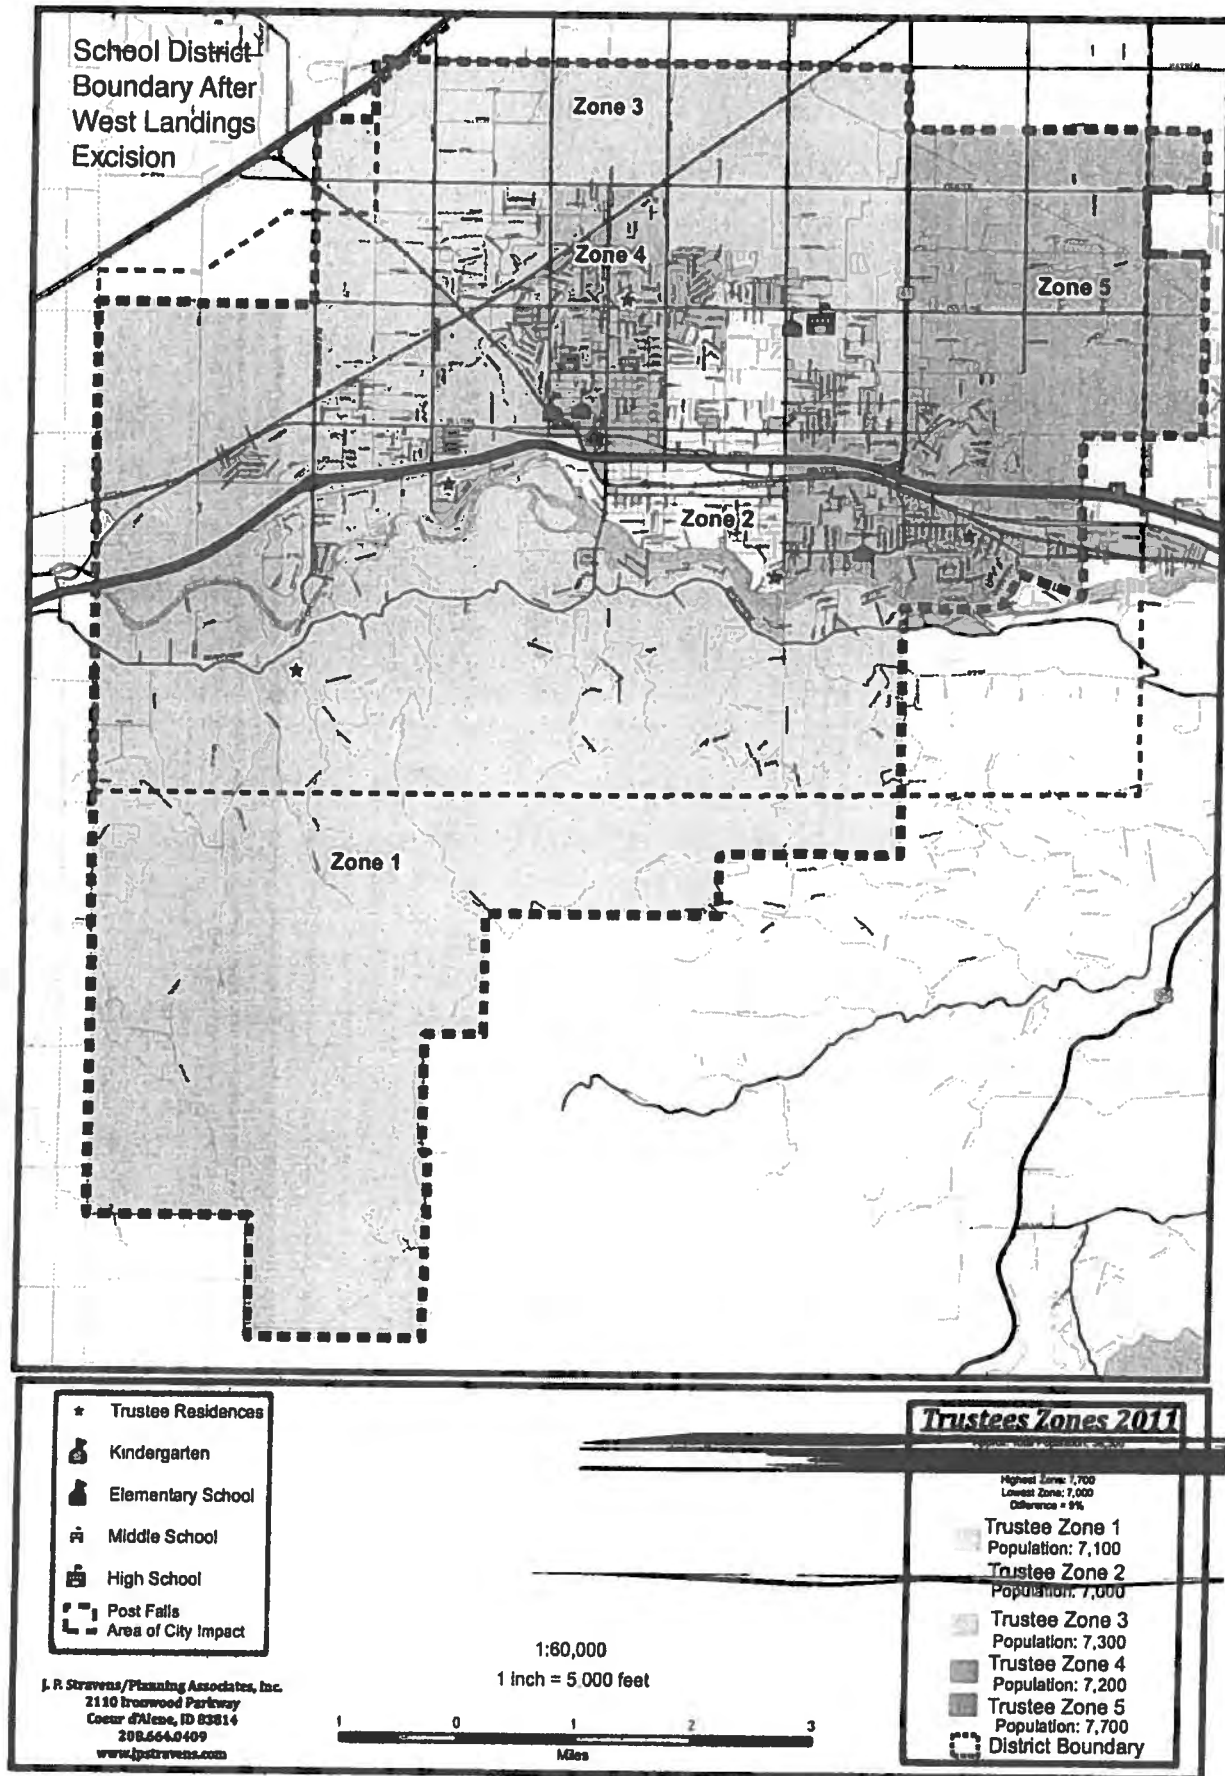 School District
Boundary After
West Landings
Excision
Zone 3
Zone 4
Zone 5
Zone 2
Zone 1
Trustee Residences
Kindergarten
Elementary School
Middle School
High School
Post Falls
Area of City Impact
J. P. Stravens/Planning Associates, Inc.
2110 Ironwood Parkway
Coeur d'Alene, ID 83814
208.664.0409
www.jpstravens.com
1:60,000
1 inch = 5,000 feet
1 0 1 2 3
Miles
Trustees Zones 2011
Highest Zone: 7,700
Lowest Zone: 7,000
Difference = 9%
Trustee Zone 1
Population: 7,100
Trustee Zone 2
Population: 7,000
Trustee Zone 3
Population: 7,300
Trustee Zone 4
Population: 7,200
Trustee Zone 5
Population: 7,700
District Boundary